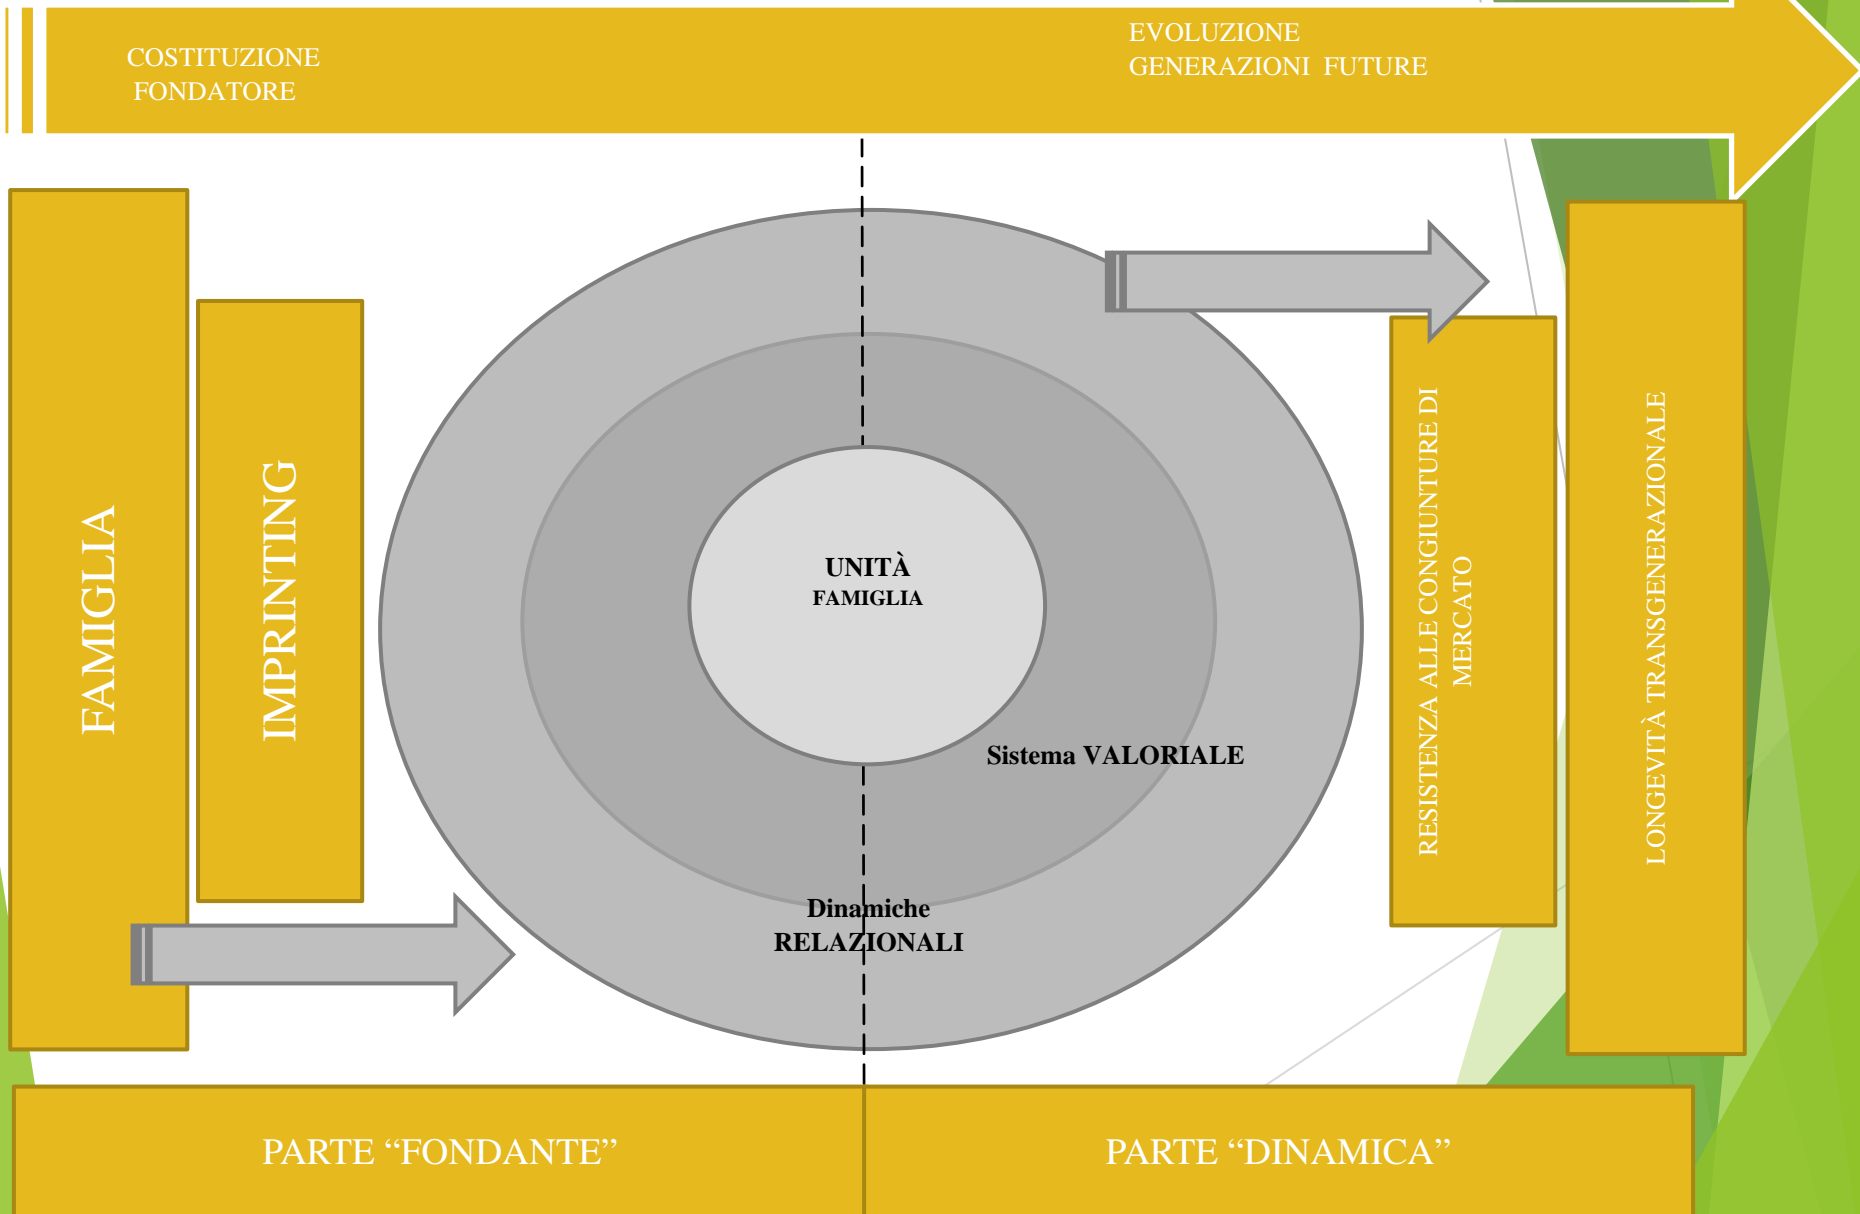 COSTITUZIONE
FONDATORE
EVOLUZIONE
GENERAZIONI FUTURE
FAMIGLIA
IMPRINTING
UNITÀ
FAMIGLIA
Sistema VALORIALE
Dinamiche
RELAZIONALI
RESISTENZA ALLE CONGIUNTURE DI
MERCATO
LONGEVITÀ TRANSGENERAZIONALE
PARTE “FONDANTE”
PARTE “DINAMICA”